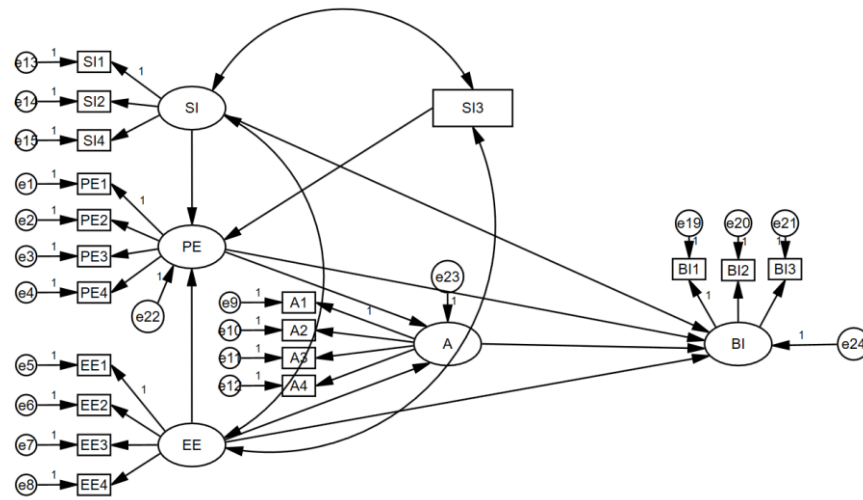 e13 1 SI1 1
e14 1 SI2 SI SI3
e15 1 SI4
e1 1 PE1 1
e2 1 PE2
e3 1 PE3 PE
e4 1 PE4 1
e22
e19 e20 e21
1 1 1
BI1 BI2 BI3
1
e23
e9 1 A1 1 1
e10 1 A2
e11 1 A3 A BI 1 e24
e12 1 A4
e5 1 EE1 1
e6 1 EE2
e7 1 EE3 EE
e8 1 EE4